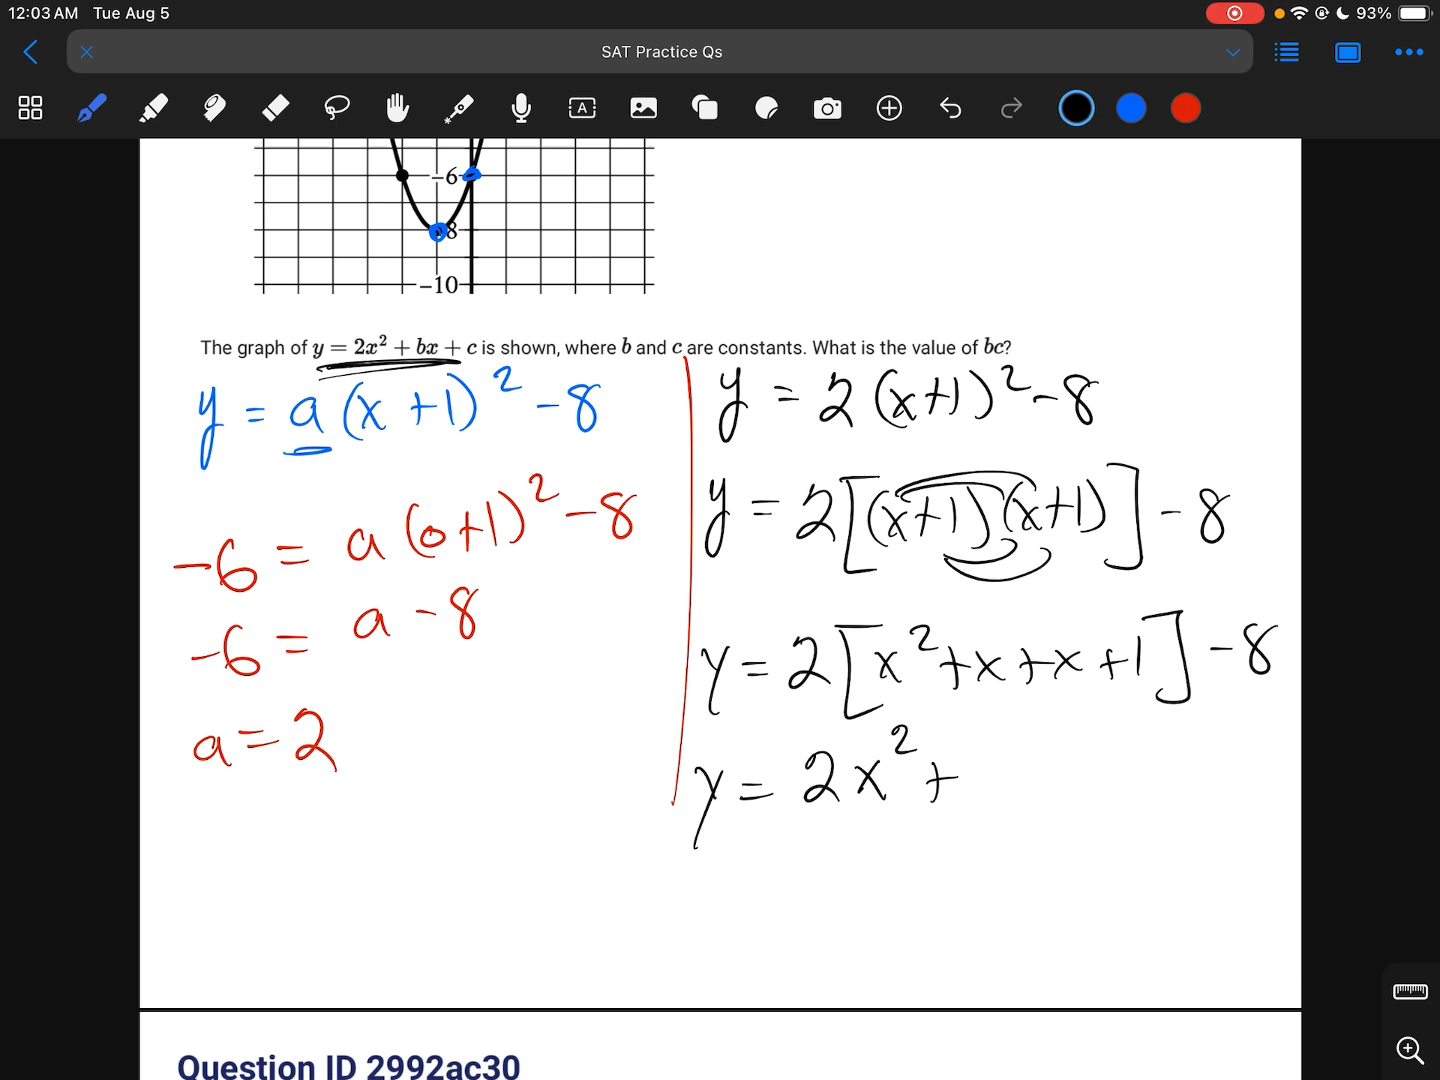 12:03 AM Tue Aug 5
93%
SAT Practice Qs
A
-6
-8
-10
The graph of y = 2x² + bx + c is shown, where b and c are constants. What is the value of bc?
y = a(x+1)² -8
-6 = a(0+1)² -8
-6 = a -8
a = 2
y = 2(x+1)² -8
y = 2[(x+1)(x+1)] -8
y = 2[x² +x +x +1] -8
y = 2x² +
Question ID 2992ac30